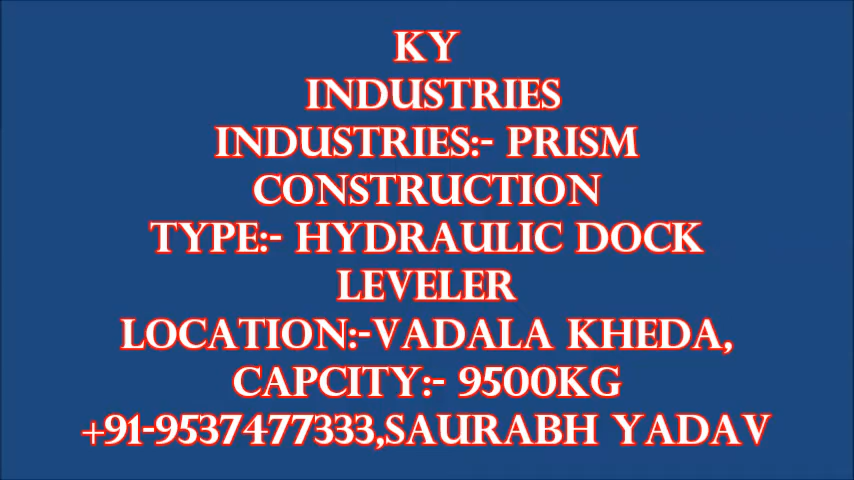 KY
INDUSTRIES
INDUSTRIES:- PRISM
CONSTRUCTION
TYPE:- HYDRAULIC DOCK
LEVELER
LOCATION:-VADALA KHEDA,
CAPCITY:- 9500KG
+91-9537477333,SAURABH YADAV